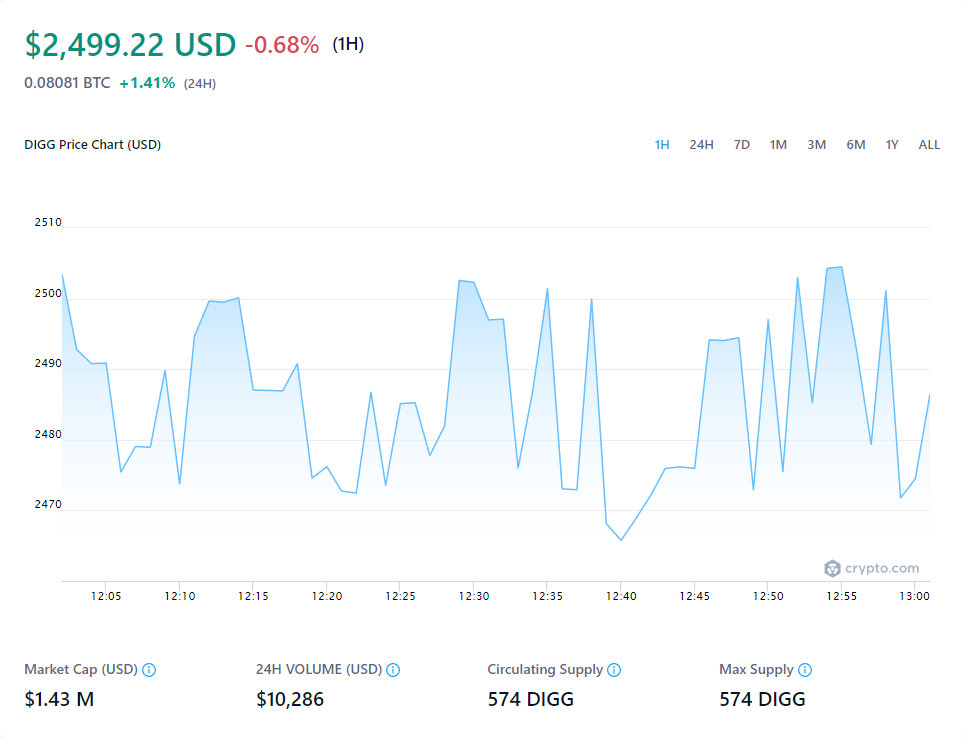 $2,499.22 USD -0.68% (1H)
0.08081 BTC +1.41% (24H)
DIGG Price Chart (USD) 1H 24H 7D 1M 3M 6M 1Y ALL
2510
2500
2490
2480
2470
crypto.com
12:05 12:10 12:15 12:20 12:25 12:30 12:35 12:40 12:45 12:50 12:55 13:00
Market Cap (USD) 24H VOLUME (USD) Circulating Supply Max Supply
$1.43 M $10,286 574 DIGG 574 DIGG